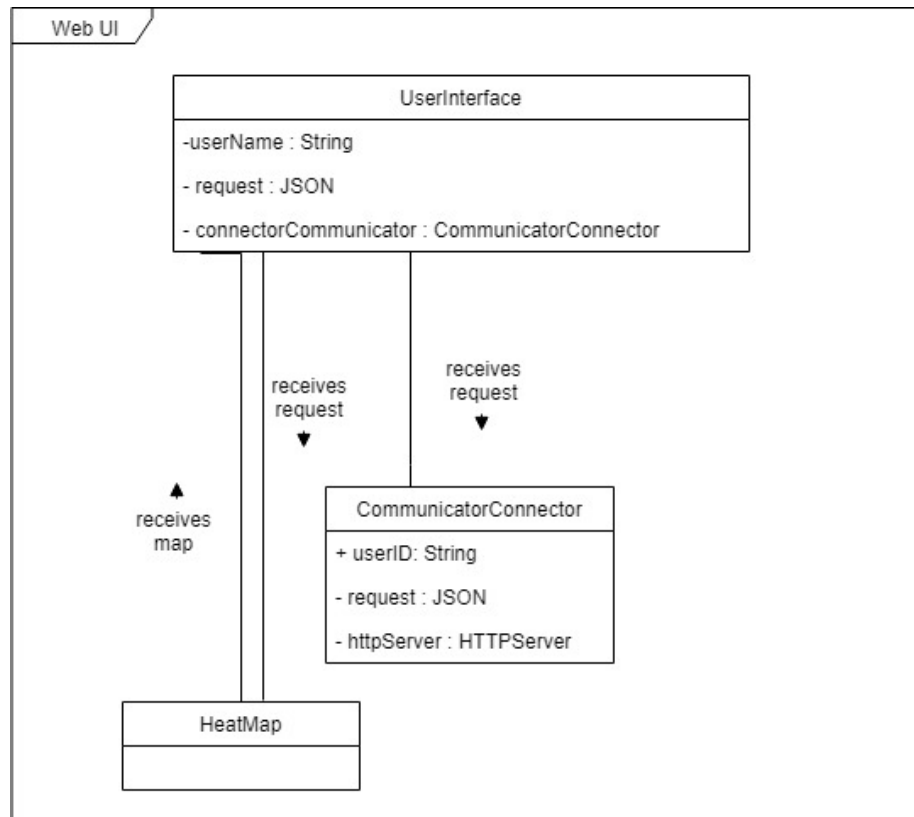 Web UI
UserInterface
-userName : String
- request : JSON
- connectorCommunicator : CommunicatorConnector
receives
request
receives
request
receives
map
CommunicatorConnector
+ userID: String
- request : JSON
- httpServer : HTTPServer
HeatMap